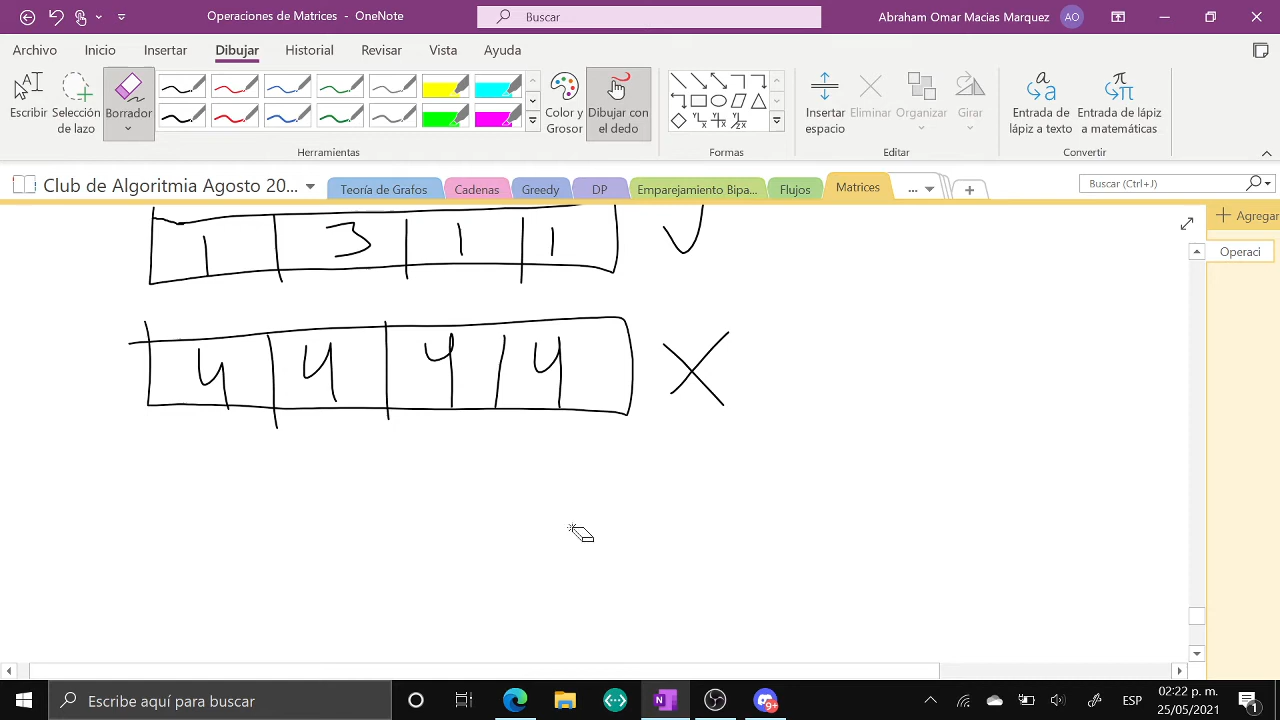 Operaciones de Matrices - OneNote
Buscar
Abraham Omar Macias Marquez
AO
Archivo Inicio Insertar Dibujar Historial Revisar Vista Ayuda
Escribir
Selección de lazo
Borrador
Color y Grosor
Dibujar con el dedo
Insertar espacio
Eliminar
Organizar
Girar
Entrada de lápiz a texto
Entrada de lápiz a matemáticas
Herramientas
Formas
Editar
Convertir
Club de Algoritmia Agosto 20...
Teoría de Grafos
Cadenas
Greedy
DP
Emparejamiento Bipa...
Flujos
Matrices
...
Buscar (Ctrl+J)
Agregar
Operaci
1 3 1 1
4 4 4 4 X
Escribe aquí para buscar
9+
ESP
02:22 p. m.
25/05/2021
1